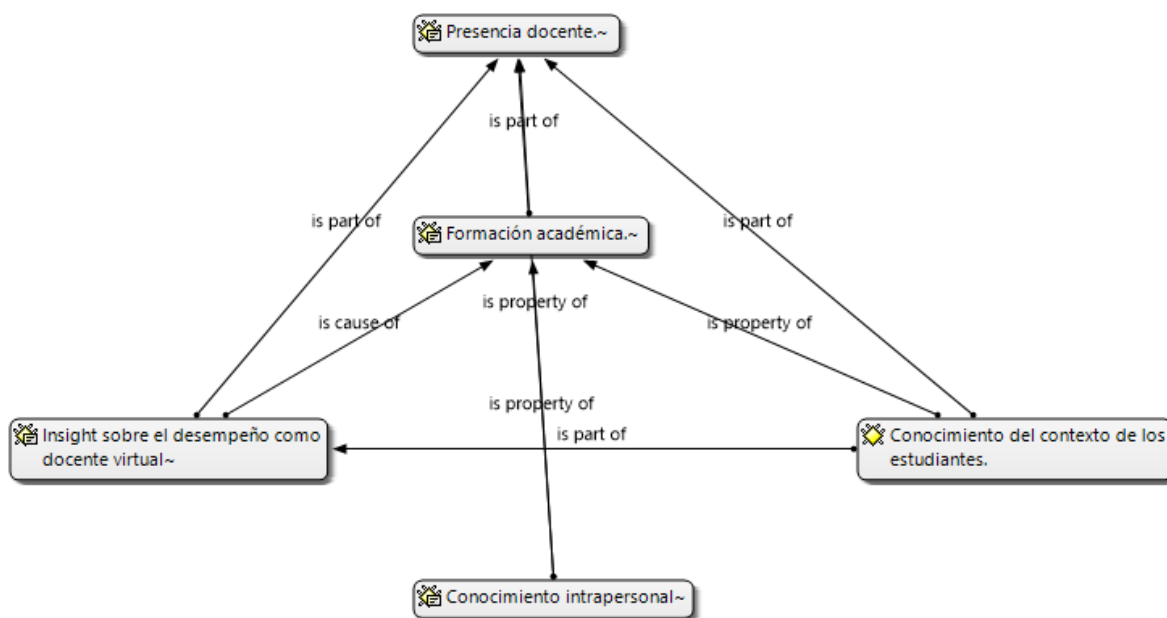 Presencia docente.~
is part of
is part of
is part of
Formación académica.~
is property of
is cause of
is property of
is property of
is part of
Insight sobre el desempeño como
docente virtual~
Conocimiento del contexto de los
estudiantes.
Conocimiento intrapersonal~